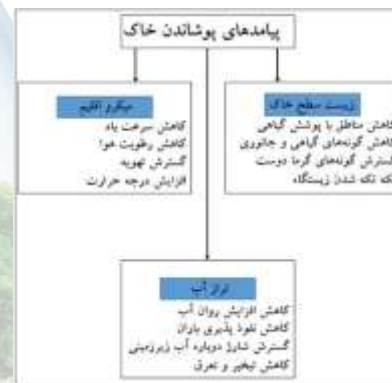 پیامدهای پوشاندن خاک
زیست سطح خاک
کاهش مناطق با پوشش گیاهی
کاهش گونه‌های گیاهی و جانوری
گسترش گونه‌های گرما دوست
تکه تکه شدن زیستگاه
میکرو اقلیم
کاهش سرعت باد
کاهش رطوبت هوا
گسترش تهویه
افزایش درجه حرارت
تراز آب
کاهش افزایش روان آب
کاهش نفوذ پذیری باران
گسترش شارژ دوباره آب زیرزمینی
کاهش تبخیر و تعرق